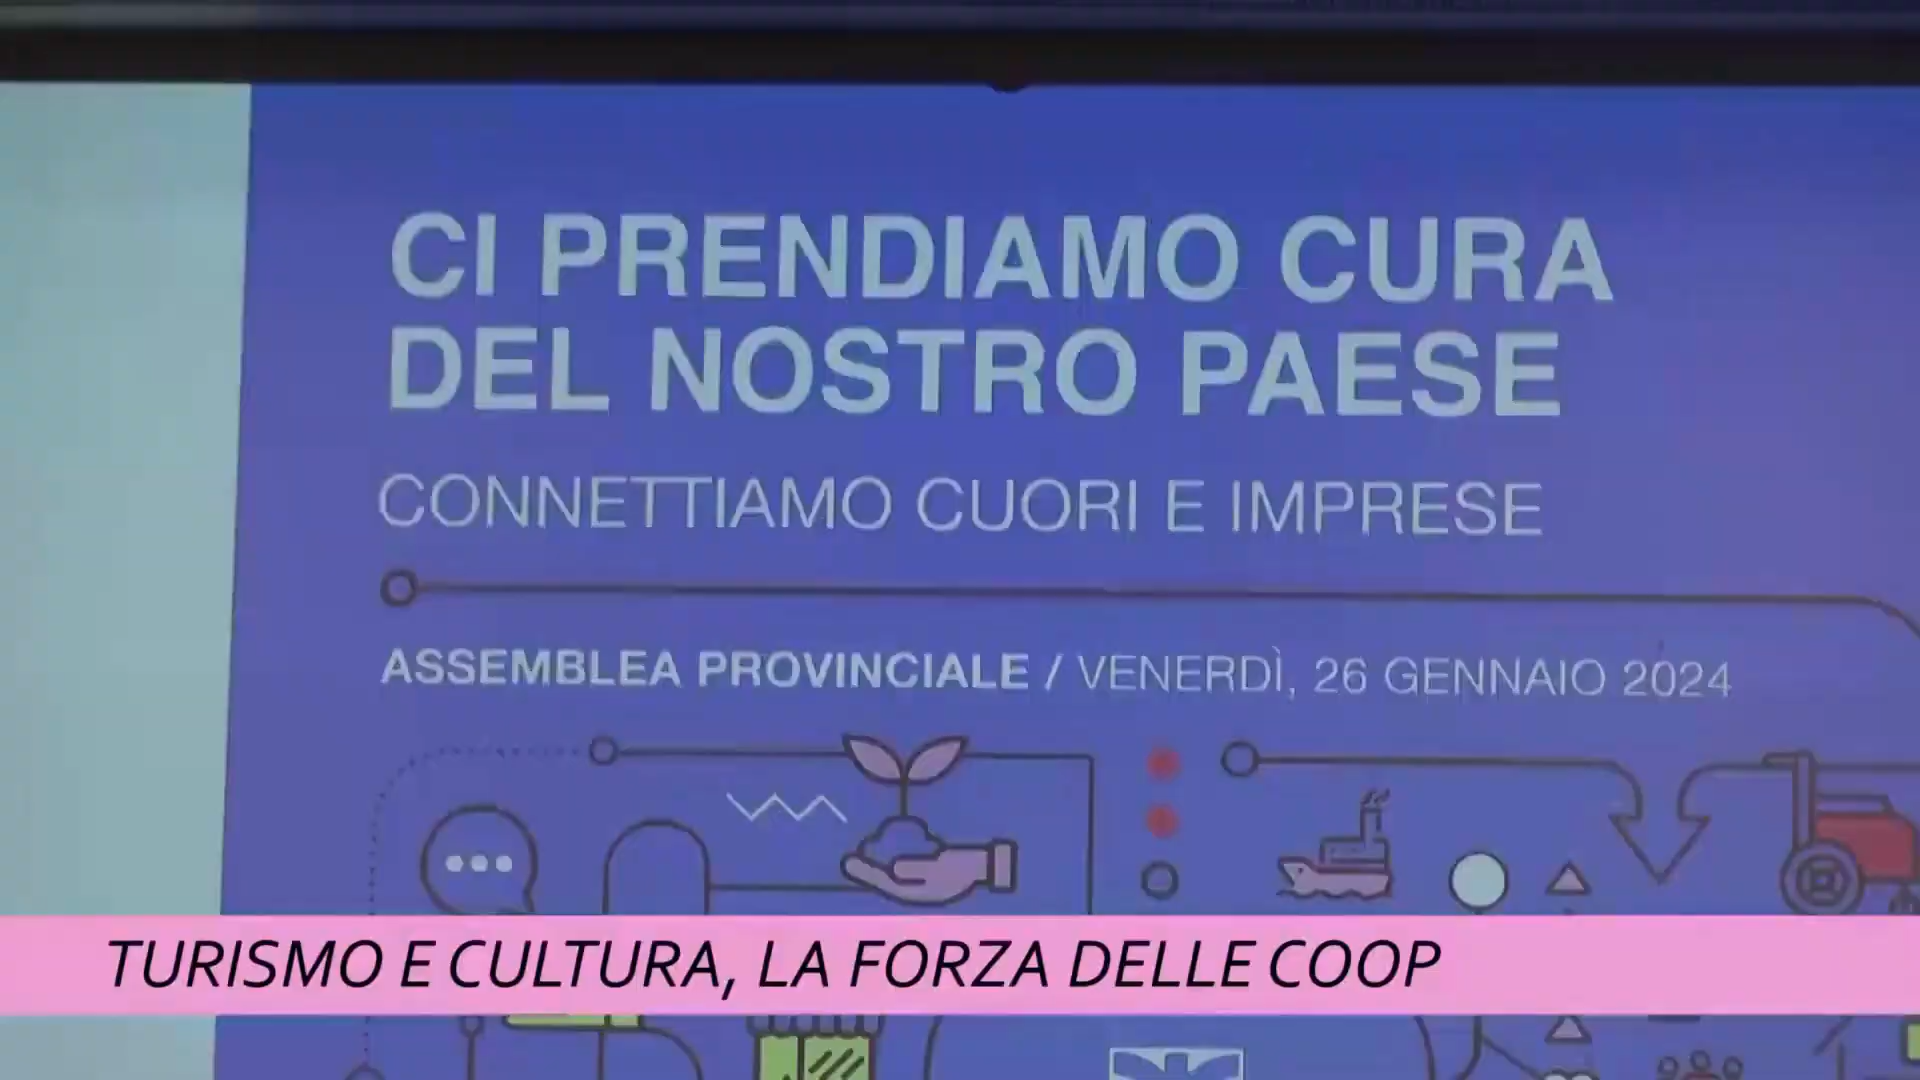 CI PRENDIAMO CURA
DEL NOSTRO PAESE
CONNETTIAMO CUORI E IMPRESE
ASSEMBLEA PROVINCIALE / VENERDÌ, 26 GENNAIO 2024
TURISMO E CULTURA, LA FORZA DELLE COOP